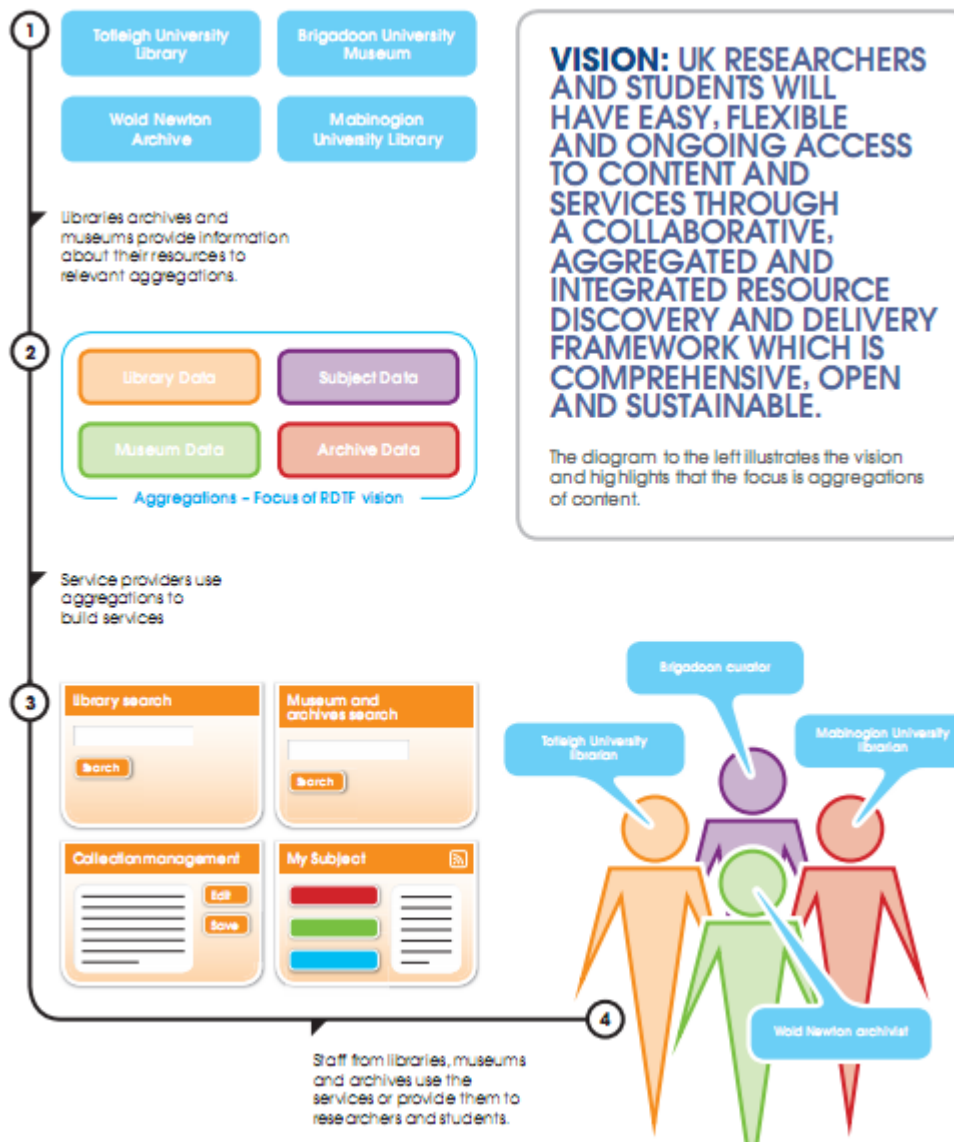 1
Totleigh University
Library
Brigadoon University
Museum
Wold Newton
Archive
Mabinogion
University Library
Libraries archives and
museums provide information
about their resources to
relevant aggregations.
2
Library Data
Subject Data
Museum Data
Archive Data
Aggregations – Focus of RDTF vision
Service providers use
aggregations to
build services
3
library search
Search
Museum and
archives search
Search
Collection management
Edit
Save
My Subject
4
Staff from libraries, museums
and archives use the
services or provide them to
researchers and students.
VISION: UK RESEARCHERS
AND STUDENTS WILL
HAVE EASY, FLEXIBLE
AND ONGOING ACCESS
TO CONTENT AND
SERVICES THROUGH
A COLLABORATIVE,
AGGREGATED AND
INTEGRATED RESOURCE
DISCOVERY AND DELIVERY
FRAMEWORK WHICH IS
COMPREHENSIVE, OPEN
AND SUSTAINABLE.
The diagram to the left illustrates the vision
and highlights that the focus is aggregations
of content.
Brigadoon curator
Totleigh University
librarian
Mabinogion University
librarian
Wold Newton archivist